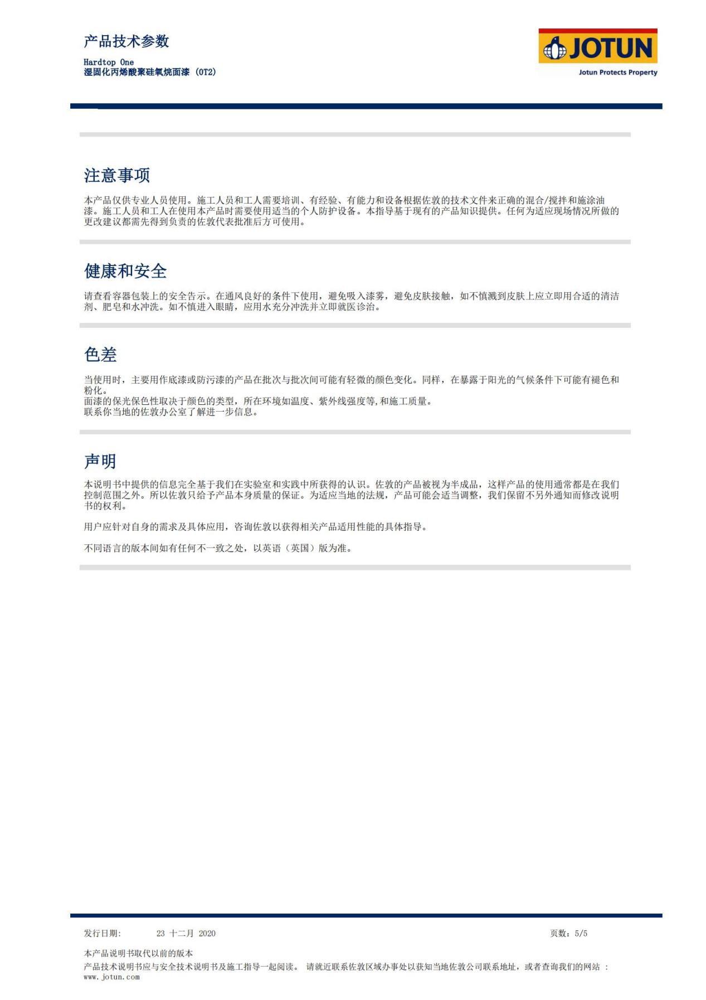 产品技术参数
Hardtop One
湿固化丙烯酸聚硅氧烷面漆 (OT2)
JOTUN
Jotun Protects Property
注意事项
本产品仅供专业人员使用。施工人员和工人需要培训、有经验、有能力和设备根据佐敦的技术文件来正确的混合/搅拌和施涂油
漆。施工人员和工人在使用本产品时需要使用适当的个人防护设备。本指导基于现有的产品知识提供。任何为适应现场情况所做的
更改建议都需先得到负责的佐敦代表批准后方可使用。
健康和安全
请查看容器包装上的安全告示。在通风良好的条件下使用，避免吸入漆雾，避免皮肤接触，如不慎溅到皮肤上应立即用合适的清洁
剂、肥皂和水冲洗。如不慎进入眼睛，应用水充分冲洗并立即就医诊治。
色差
当使用时，主要用作底漆或防污漆的产品在批次与批次间可能有轻微的颜色变化。同样，在暴露于阳光的气候条件下可能有褪色和
粉化。
面漆的保光保色性取决于颜色的类型，所在环境如温度、紫外线强度等,和施工质量。
联系你当地的佐敦办公室了解进一步信息。
声明
本说明书中提供的信息完全基于我们在实验室和实践中所获得的认识。佐敦的产品被视为半成品，这样产品的使用通常都是在我们
控制范围之外。所以佐敦只给予产品本身质量的保证。为适应当地的法规，产品可能会适当调整，我们保留不另外通知而修改说明
书的权利。
用户应针对自身的需求及具体应用，咨询佐敦以获得相关产品适用性能的具体指导。
不同语言的版本间如有任何不一致之处，以英语（英国）版为准。
发行日期: 23 十二月 2020 页数: 5/5
本产品说明书取代以前的版本
产品技术说明书应与安全技术说明书及施工指导一起阅读。 请就近联系佐敦区域办事处以获知当地佐敦公司联系地址，或者查询我们的网站 :
www.jotun.com